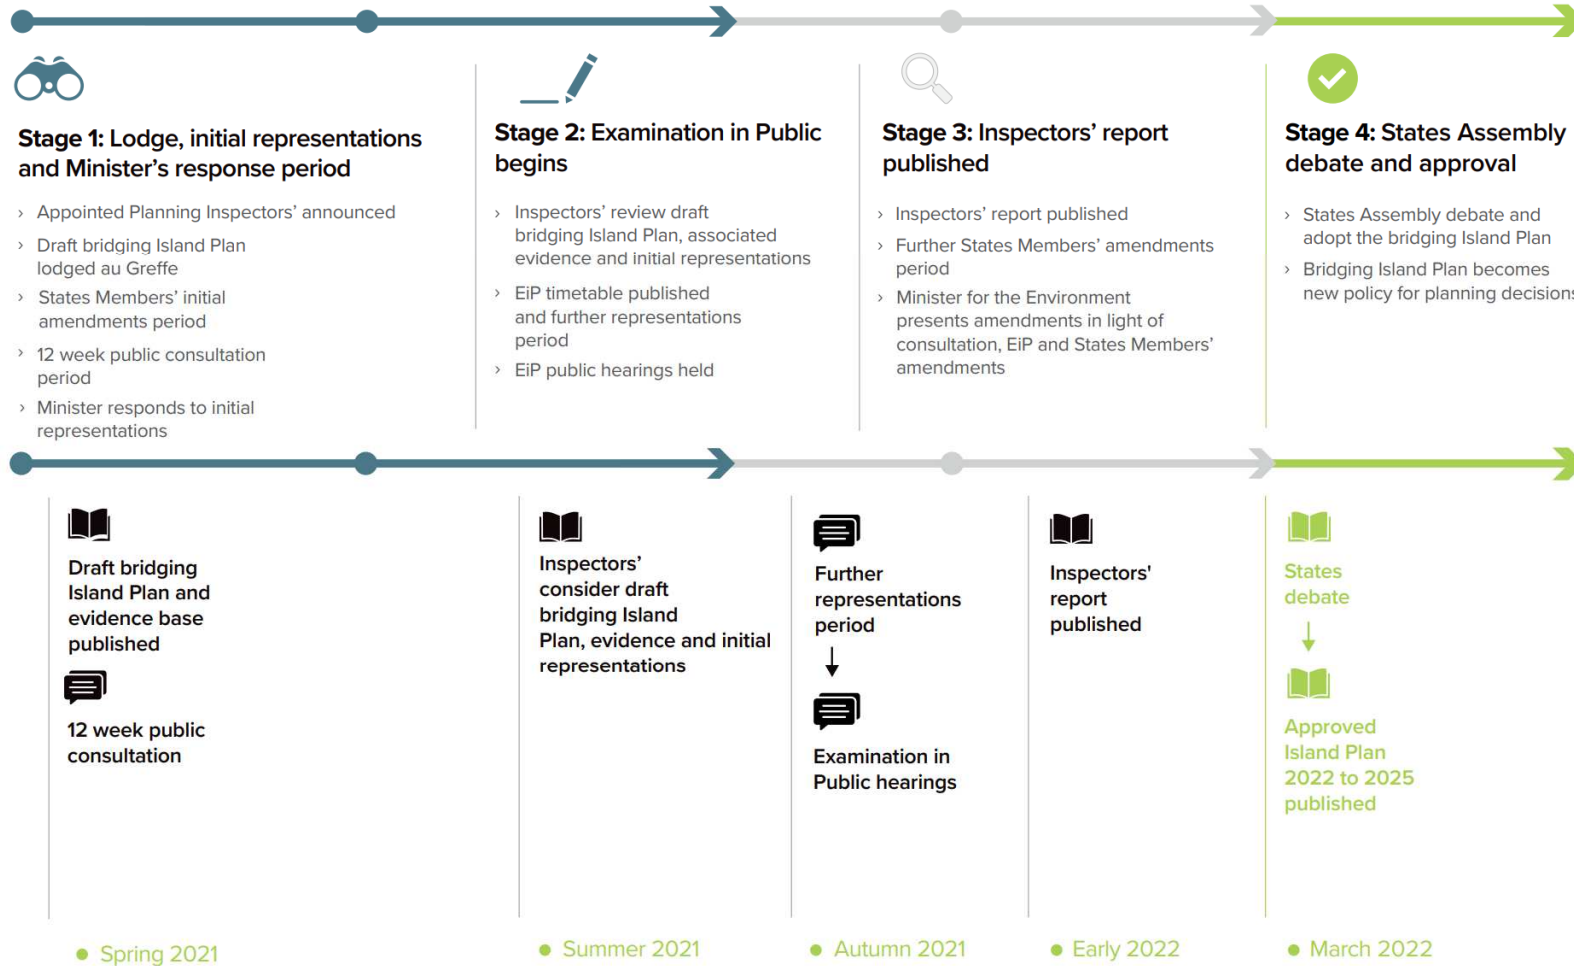 Stage 1: Lodge, initial representations
and Minister's response period
› Appointed Planning Inspectors' announced
› Draft bridging Island Plan
lodged au Greffe
› States Members' initial
amendments period
› 12 week public consultation
period
› Minister responds to initial
representations
Stage 2: Examination in Public
begins
› Inspectors' review draft
bridging Island Plan, associated
evidence and initial representations
› EiP timetable published
and further representations
period
› EiP public hearings held
Stage 3: Inspectors' report
published
› Inspectors' report published
› Further States Members' amendments
period
› Minister for the Environment
presents amendments in light of
consultation, EiP and States Members'
amendments
Stage 4: States Assembly
debate and approval
› States Assembly debate and
adopt the bridging Island Plan
› Bridging Island Plan becomes
new policy for planning decisions
Draft bridging
Island Plan and
evidence base
published
12 week public
consultation
Inspectors'
consider draft
bridging Island
Plan, evidence and initial
representations
Further
representations
period
Examination in
Public hearings
Inspectors'
report
published
States
debate
Approved
Island Plan
2022 to 2025
published
• Spring 2021
• Summer 2021
• Autumn 2021
• Early 2022
• March 2022